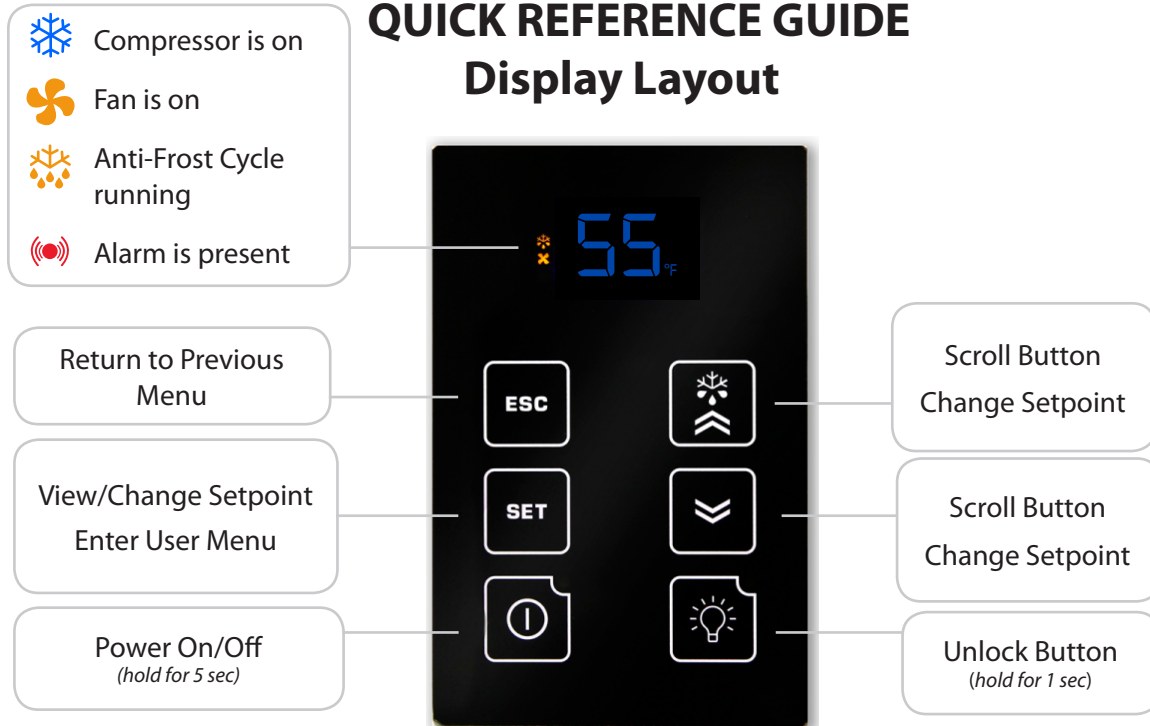 QUICK REFERENCE GUIDE
Display Layout
Compressor is on
Fan is on
Anti-Frost Cycle
running
Alarm is present
55 °F
Return to Previous
Menu
ESC
Scroll Button
Change Setpoint
View/Change Setpoint
Enter User Menu
SET
Scroll Button
Change Setpoint
Power On/Off
(hold for 5 sec)
Unlock Button
(hold for 1 sec)